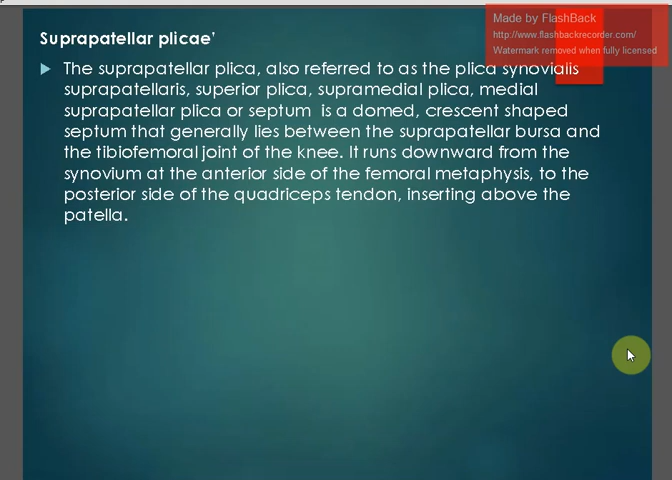 Made by FlashBack
http://www.flashbackrecorder.com/
Watermark removed when fully licensed
Suprapatellar plicae'
The suprapatellar plica, also referred to as the plica synovialis
suprapatellaris, superior plica, supramedial plica, medial
suprapatellar plica or septum is a domed, crescent shaped
septum that generally lies between the suprapatellar bursa and
the tibiofemoral joint of the knee. It runs downward from the
synovium at the anterior side of the femoral metaphysis, to the
posterior side of the quadriceps tendon, inserting above the
patella.